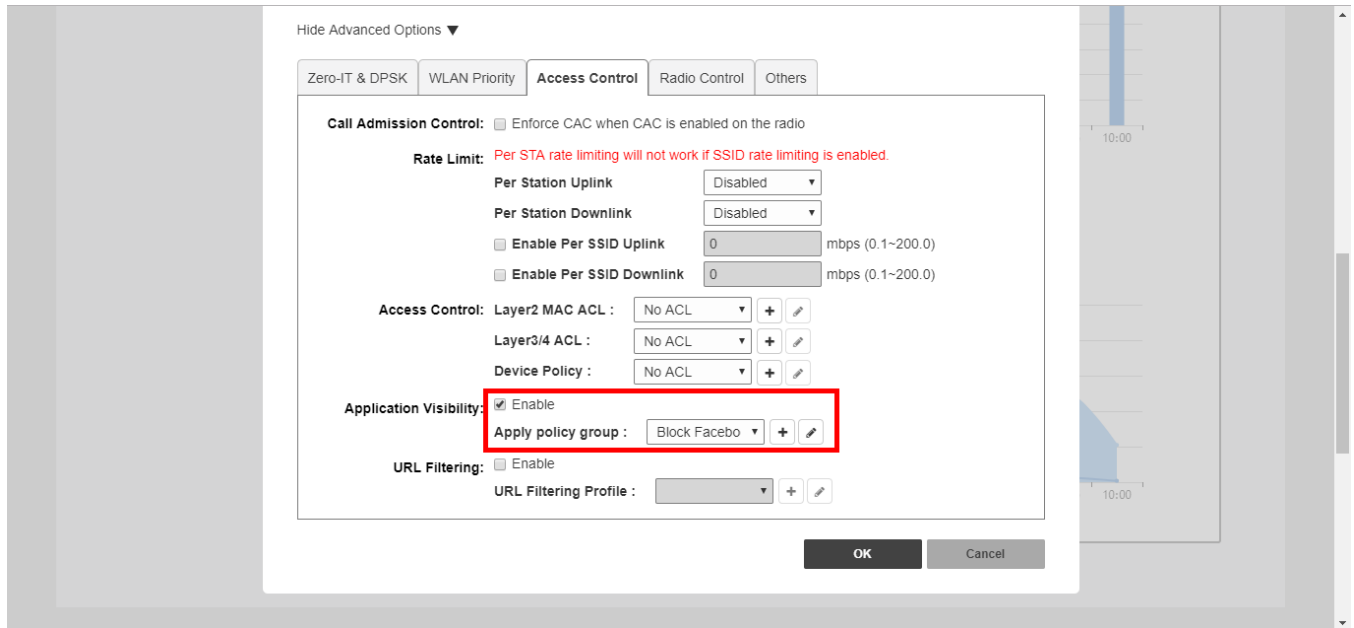 Hide Advanced Options ▼
Zero-IT & DPSK WLAN Priority Access Control Radio Control Others
Call Admission Control: Enforce CAC when CAC is enabled on the radio
Rate Limit: Per STA rate limiting will not work if SSID rate limiting is enabled.
Per Station Uplink Disabled
Per Station Downlink Disabled
Enable Per SSID Uplink 0 mbps (0.1~200.0)
Enable Per SSID Downlink 0 mbps (0.1~200.0)
Access Control: Layer2 MAC ACL : No ACL
Layer3/4 ACL : No ACL
Device Policy : No ACL
Application Visibility: Enable
Apply policy group : Block Facebo
URL Filtering: Enable
URL Filtering Profile :
OK Cancel
10:00
10:00